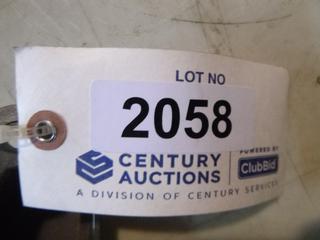 LOT NO
2058
CENTURY AUCTIONS
POWERED BY
ClubBid
A DIVISION OF CENTURY SERVICES